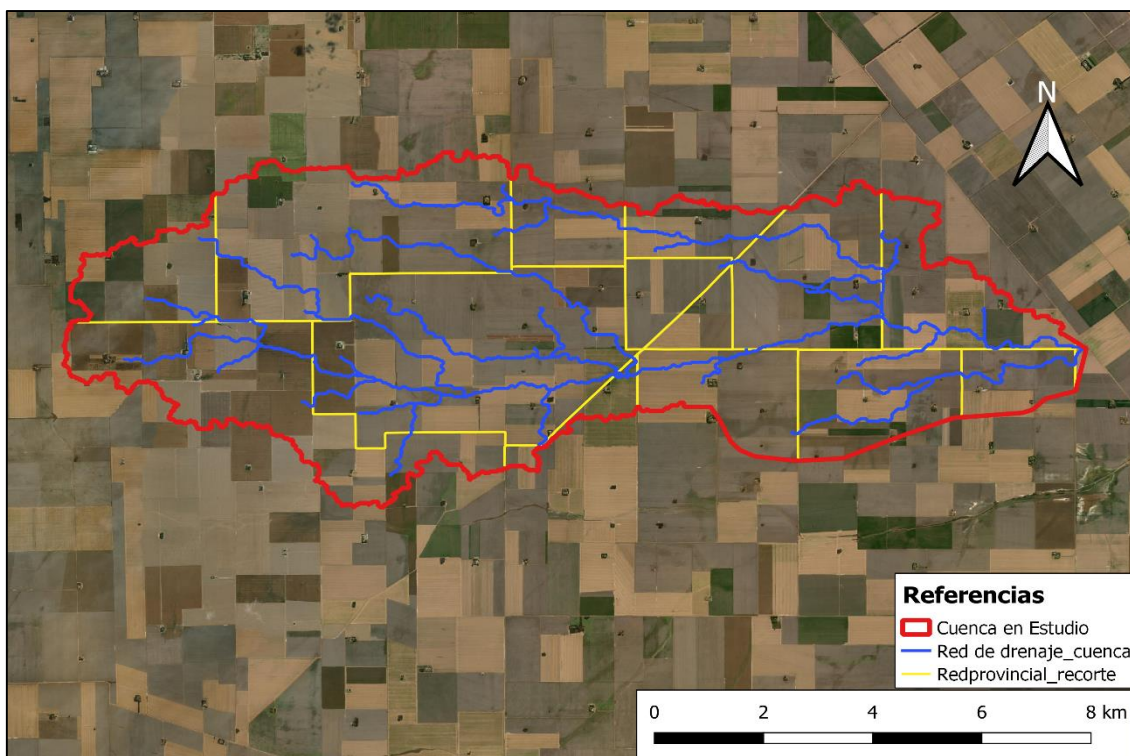 N
Referencias
Cuenca en Estudio
Red de drenaje_cuenca
Redprovincial_recorte
0 2 4 6 8 km